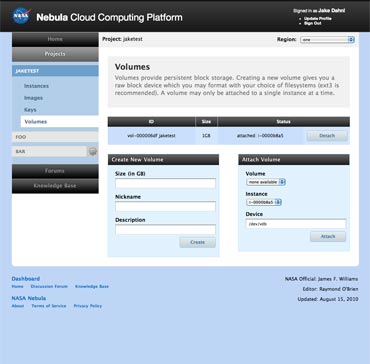 NASA
Nebula Cloud Computing Platform
Signed in as Jake Dahn!
Update Profile
Sign Out
Home
Projects
JAKETEST
Instances
Images
Keys
Volumes
FOO
BAR
Forums
Knowledge Base
Project: jaketest
Region:
Volumes
Volumes provide persistent block storage. Creating a new volume gives you a
raw block device which you may format with your choice of filesystems (ext3 is
recommended). A volume may only be attached to a single instance at a time.
ID Size Status
vol-000006df jaketest 1GB attached: i-0000b8a5 Detach
Create New Volume
Size (in GB)
Nickname
Description
Create
Attach Volume
Volume
none available
Instance
i-0000b8a5
Device
/dev/vdb
Attach
Dashboard
Home Discussion Forum Knowledge Base
NASA Nebula
About Terms of Service Privacy Policy
NASA Official: James F. Williams
Editor: Raymond O'Brien
Updated: August 15, 2010